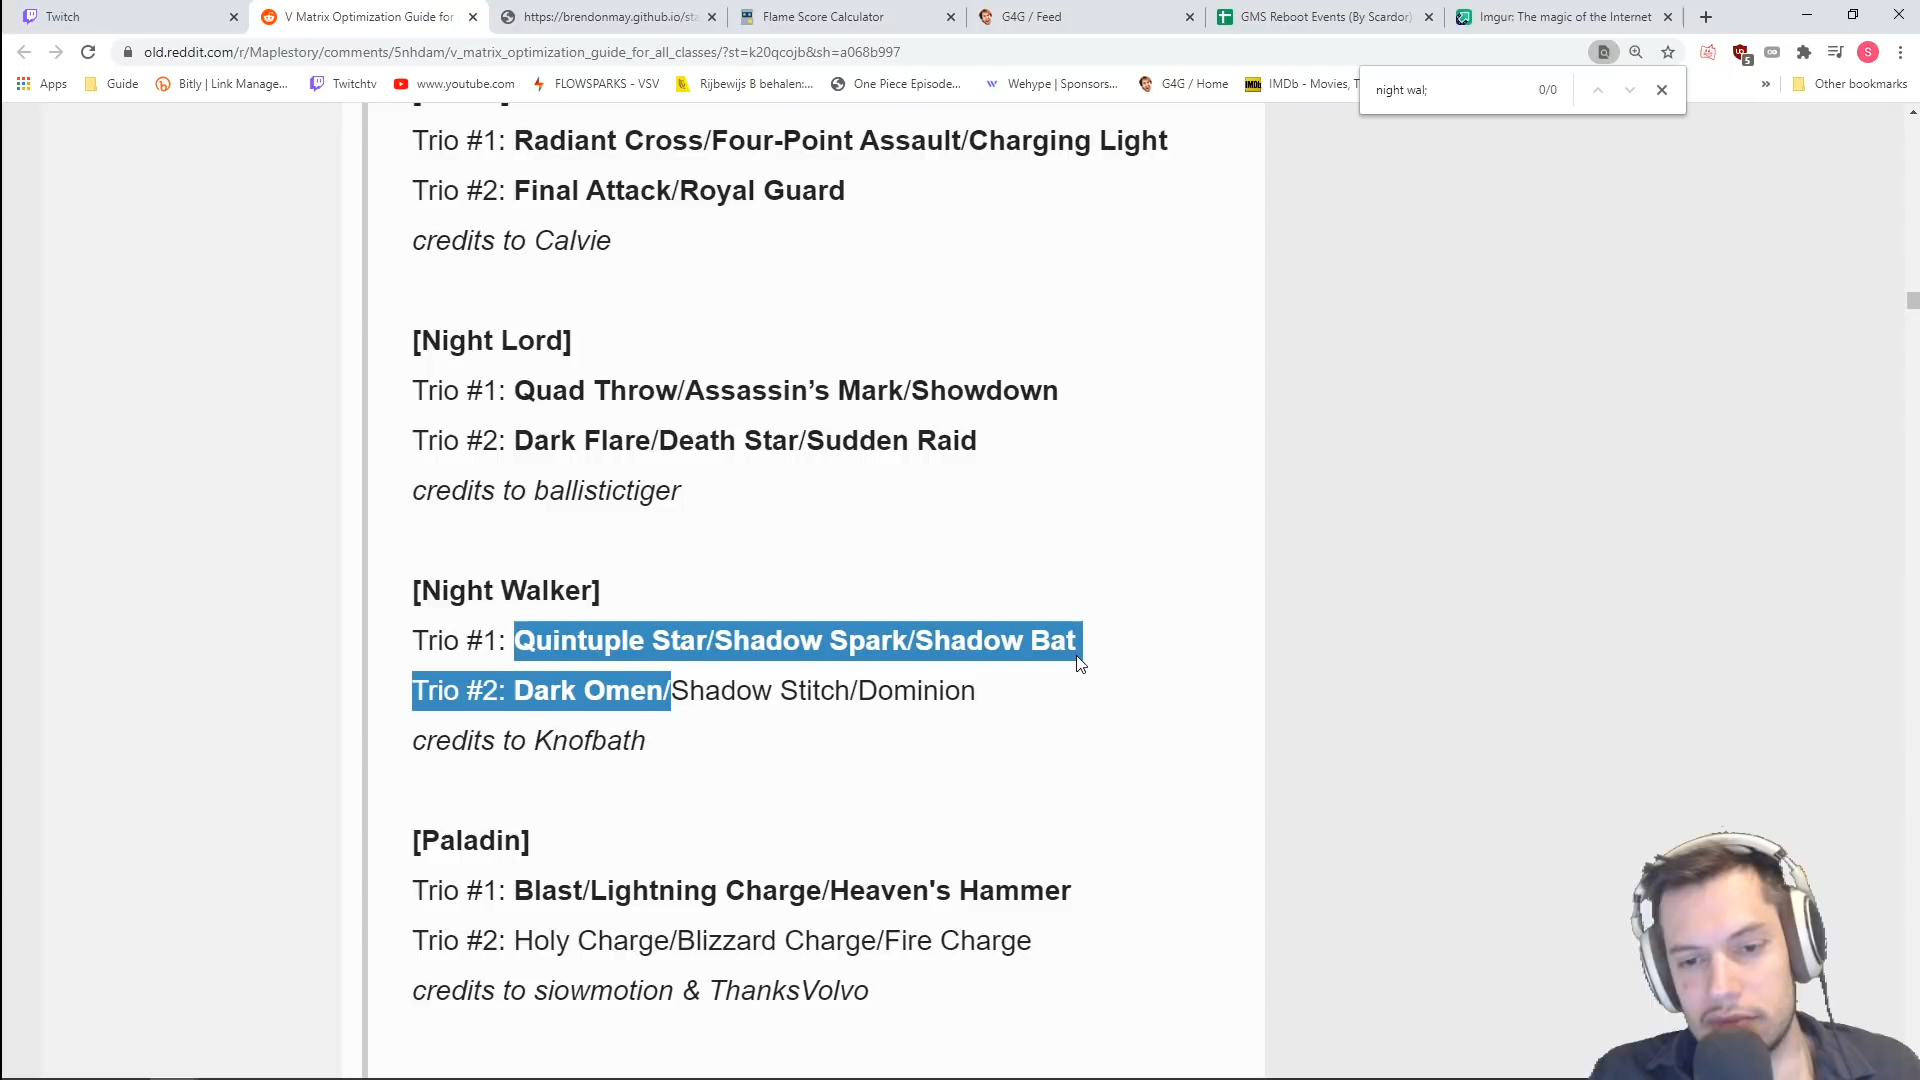 Twitch
V Matrix Optimization Guide for
https://brendonmay.github.io/sta
Flame Score Calculator
G4G / Feed
GMS Reboot Events (By Scardor)
Imgur: The magic of the Internet
old.reddit.com/r/Maplestory/comments/5nhdam/v_matrix_optimization_guide_for_all_classes/?st=k20qcojb&sh=a068b997
5
S
Apps
Guide
Bitly | Link Manage...
Twitchtv
www.youtube.com
FLOWSPARKS - VSV
Rijbewijs B behalen:...
One Piece Episode...
Wehype | Sponsors...
G4G / Home
IMDb - Movies, T
»
Other bookmarks
night wal;
0/0
Trio #1: Radiant Cross/Four-Point Assault/Charging Light
Trio #2: Final Attack/Royal Guard
credits to Calvie
[Night Lord]
Trio #1: Quad Throw/Assassin’s Mark/Showdown
Trio #2: Dark Flare/Death Star/Sudden Raid
credits to ballistictiger
[Night Walker]
Trio #1: Quintuple Star/Shadow Spark/Shadow Bat
Trio #2: Dark Omen/Shadow Stitch/Dominion
credits to Knofbath
[Paladin]
Trio #1: Blast/Lightning Charge/Heaven's Hammer
Trio #2: Holy Charge/Blizzard Charge/Fire Charge
credits to siowmotion & ThanksVolvo